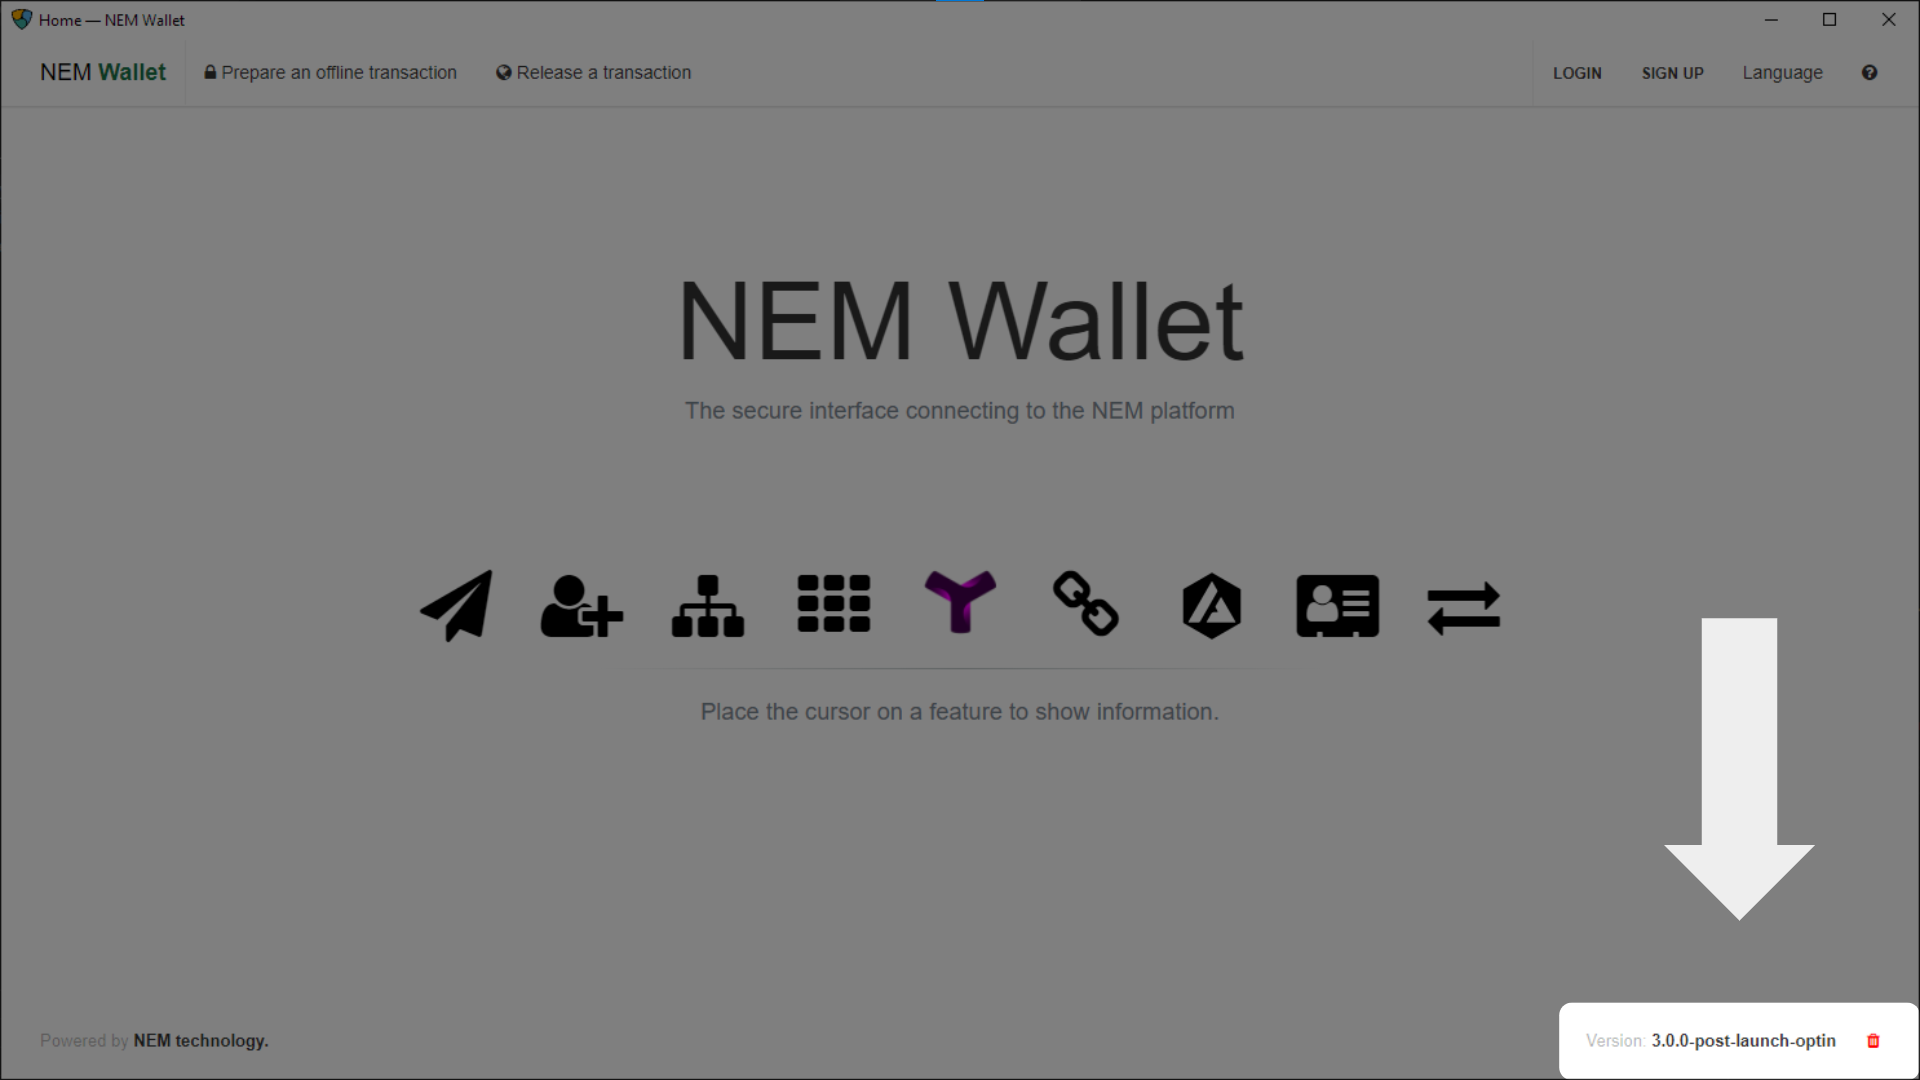 Home — NEM Wallet
NEM Wallet
Prepare an offline transaction
Release a transaction
LOGIN
SIGN UP
Language
NEM Wallet
The secure interface connecting to the NEM platform
Place the cursor on a feature to show information.
Powered by NEM technology.
Version: 3.0.0-post-launch-optin